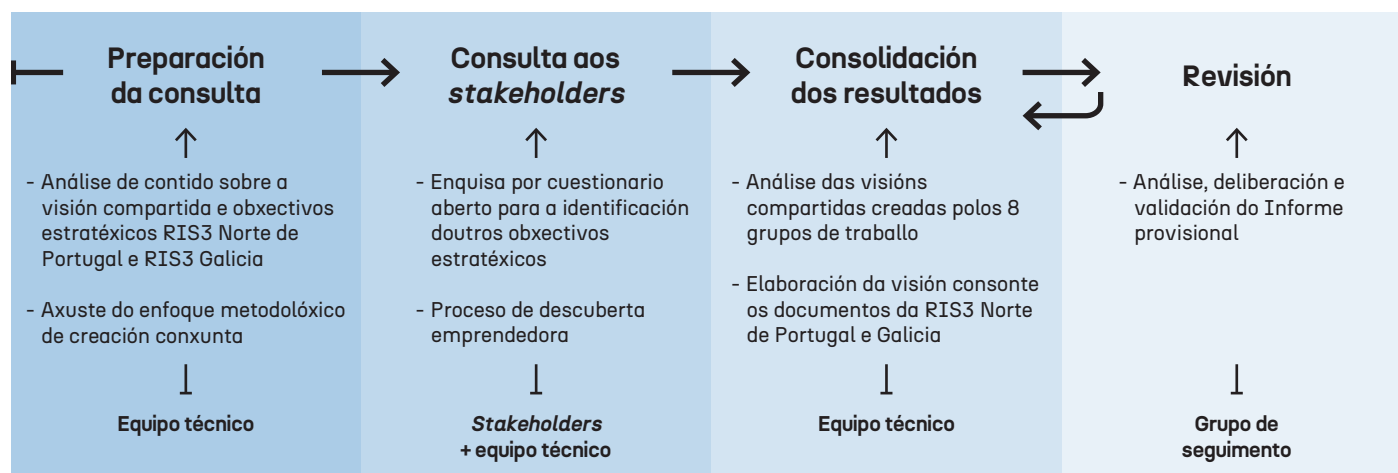 Preparación
da consulta
- Análise de contido sobre a
visión compartida e obxectivos
estratéxicos RIS3 Norte de
Portugal e RIS3 Galicia
- Axuste do enfoque metodolóxico
de creación conxunta
Equipo técnico
Consulta aos
stakeholders
- Enquisa por cuestionario
aberto para a identificación
doutros obxectivos
estratéxicos
- Proceso de descuberta
emprendedora
Stakeholders
+ equipo técnico
Consolidación
dos resultados
- Análise das visións
compartidas creadas polos 8
grupos de traballo
- Elaboración da visión consonte
os documentos da RIS3 Norte
de Portugal e Galicia
Equipo técnico
Revisión
- Análise, deliberación e
validación do Informe
provisional
Grupo de
seguimento